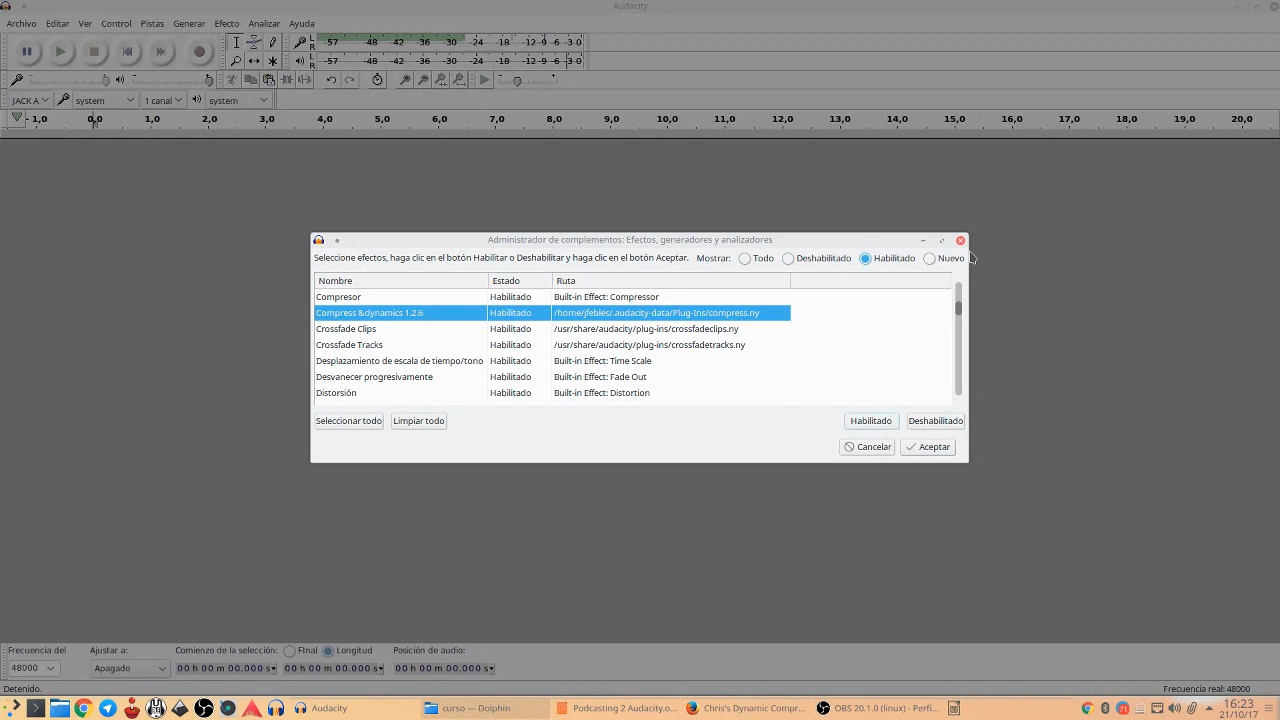 Audacity
Archivo Editar Ver Control Pistas Generar Efecto Analizar Ayuda
L R -57 -48 -42 -36 -30 -24 -18 -12 -9 -6 -3 0
L R -57 -48 -42 -36 -30 -24 -18 -12 -9 -6 -3 0
JACK A system 1 canal system
- 1,0 0,0 1,0 2,0 3,0 4,0 5,0 6,0 7,0 8,0 9,0 10,0 11,0 12,0 13,0 14,0 15,0 16,0 17,0 18,0 19,0 20,0
Administrador de complementos: Efectos, generadores y analizadores
Seleccione efectos, haga clic en el botón Habilitar o Deshabilitar y haga clic en el botón Aceptar. Mostrar: Todo Deshabilitado Habilitado Nuevo
Nombre Estado Ruta
Compresor Habilitado Built-in Effect: Compressor
Compress &dynamics 1.2.6 Habilitado /home/jfebles/.audacity-data/Plug-Ins/compress.ny
Crossfade Clips Habilitado /usr/share/audacity/plug-ins/crossfadeclips.ny
Crossfade Tracks Habilitado /usr/share/audacity/plug-ins/crossfadetracks.ny
Desplazamiento de escala de tiempo/tono Habilitado Built-in Effect: Time Scale
Desvanecer progresivamente Habilitado Built-in Effect: Fade Out
Distorsión Habilitado Built-in Effect: Distortion
Seleccionar todo Limpiar todo Habilitado Deshabilitado
Cancelar Aceptar
Frecuencia del Ajustar a: Comienzo de la selección: FInal Longitud Posición de audio:
48000 Apagado 00 h 00 m 00.000 s 00 h 00 m 00.000 s 00 h 00 m 00.000 s
Detenido. Frecuencia real: 48000
Audacity curso — Dolphin Podcasting 2 Audacity.o... Chris's Dynamic Compr... OBS 20.1.0 (linux) - Perfi... 71 16:23
21/10/17